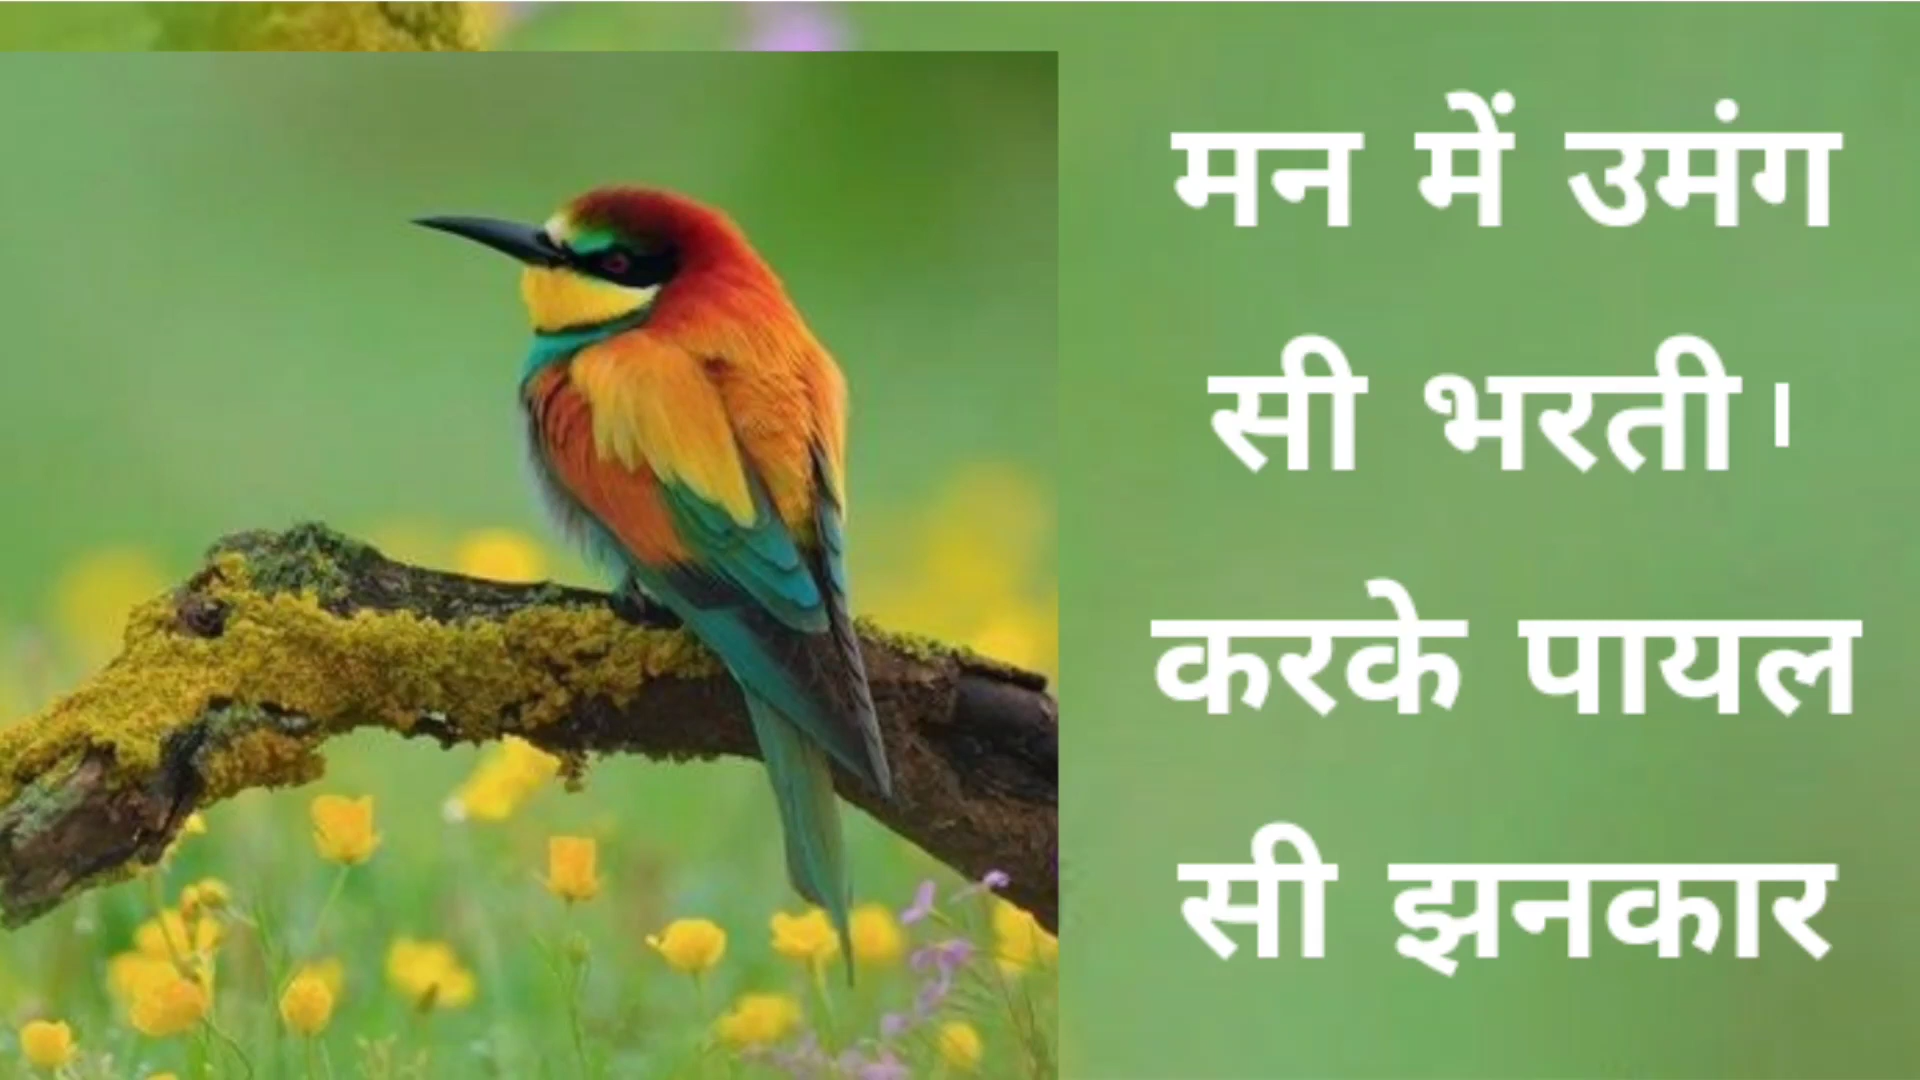 मन में उमंग
सी भरती।
करके पायल
सी झनकार